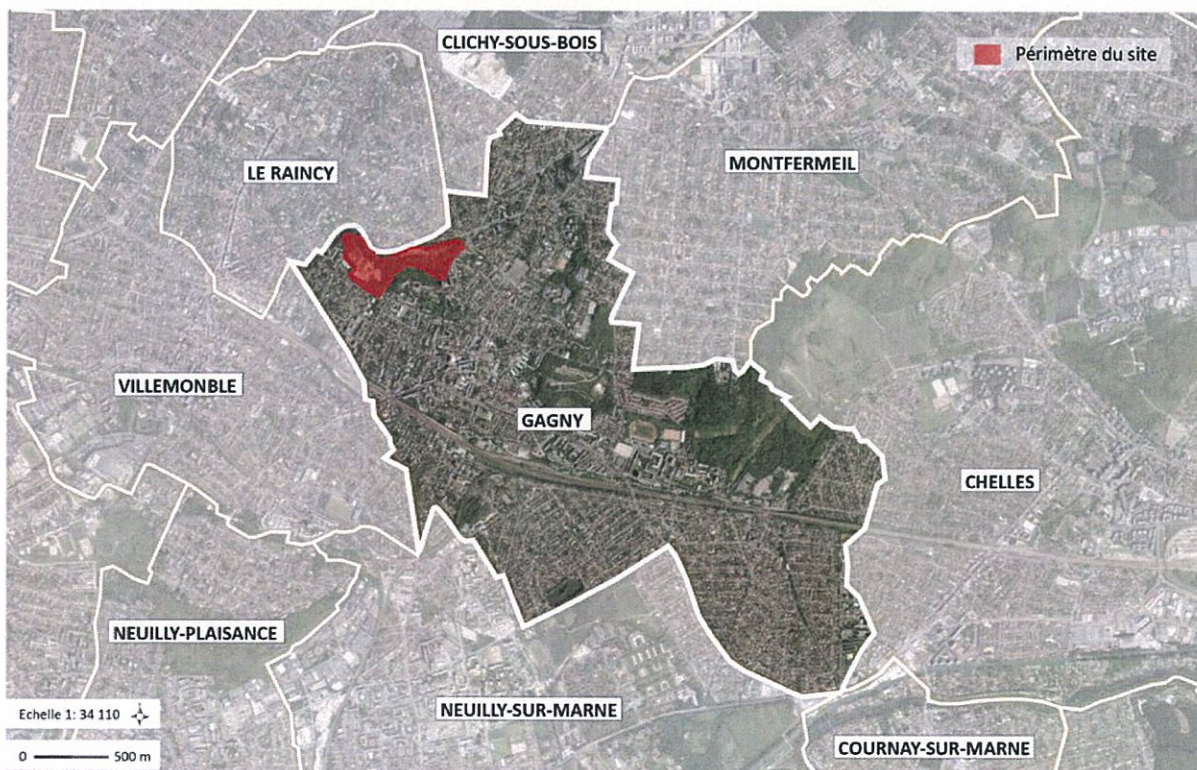 CLICHY-SOUS-BOIS
Périmètre du site
LE RAINCY
MONTFERMEIL
VILLEMONBLE
GAGNY
CHELLES
NEUILLY-PLAISANCE
NEUILLY-SUR-MARNE
COURNAY-SUR-MARNE
Echelle 1: 34 110
0 500 m